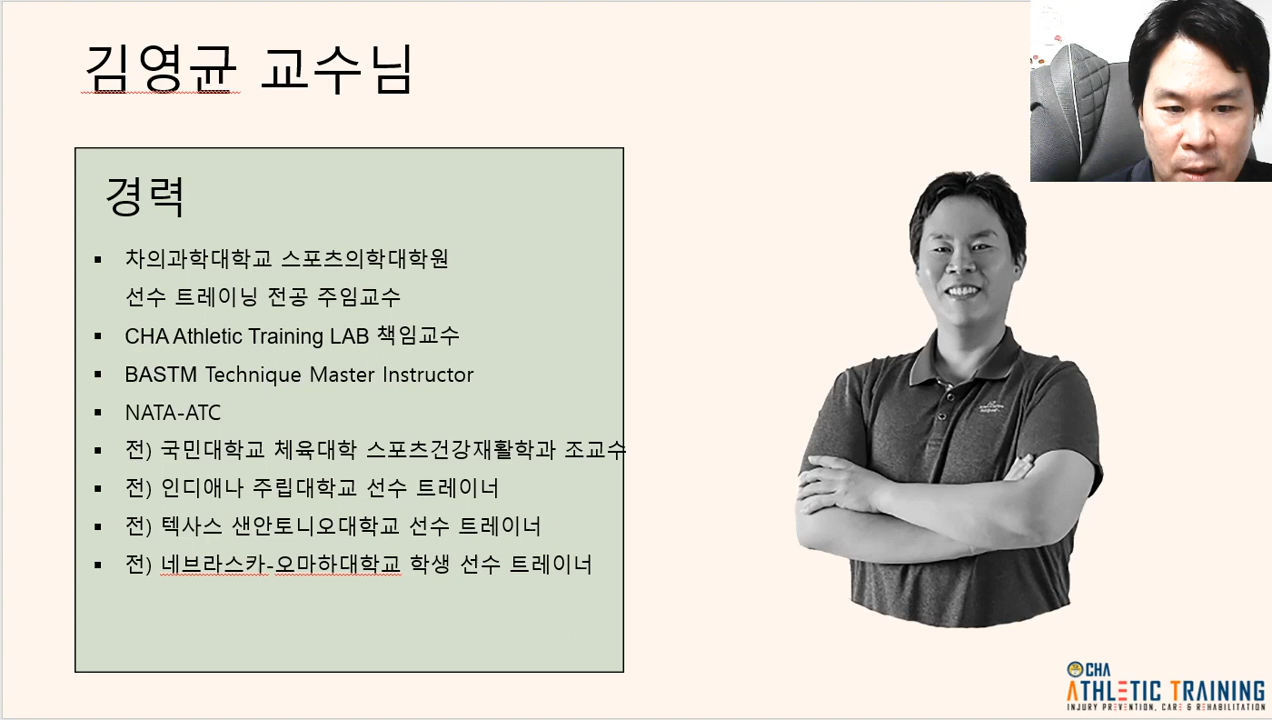 김영균 교수님
경력
차의과학대학교 스포츠의학대학원
선수 트레이닝 전공 주임교수
CHA Athletic Training LAB 책임교수
BASTM Technique Master Instructor
NATA-ATC
전) 국민대학교 체육대학 스포츠건강재활학과 조교수
전) 인디애나 주립대학교 선수 트레이너
전) 텍사스 샌안토니오대학교 선수 트레이너
전) 네브라스카-오마하대학교 학생 선수 트레이너
CHA
ATHLETIC TRAINING
INJURY PREVENTION, CARE & REHABILITATION